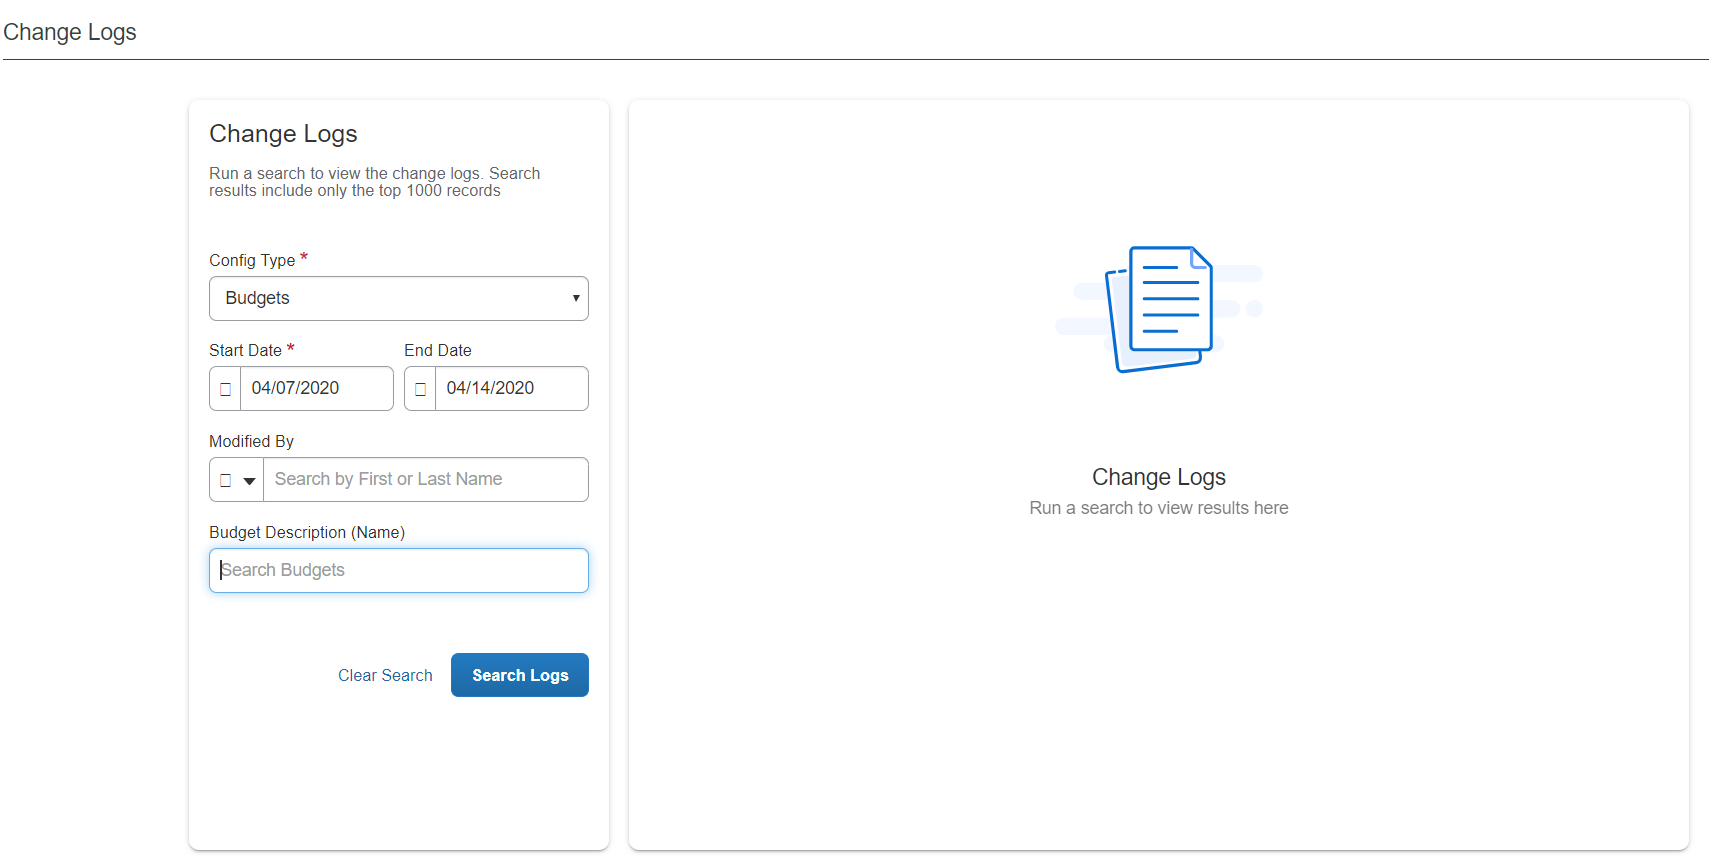 Change Logs
Change Logs
Run a search to view the change logs. Search
results include only the top 1000 records
Config Type *
Budgets
Start Date * End Date
04/07/2020 04/14/2020
Modified By
Search by First or Last Name
Budget Description (Name)
Search Budgets
Clear Search Search Logs
Change Logs
Run a search to view results here